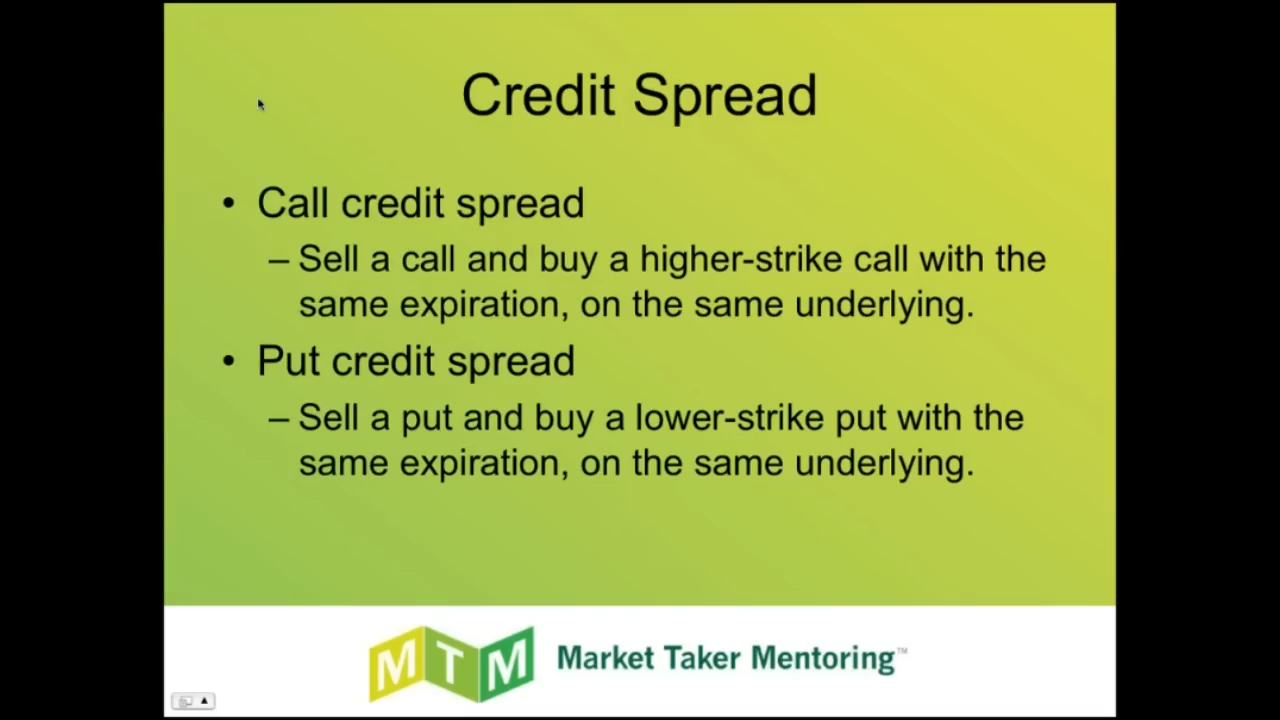 Credit Spread
• Call credit spread
– Sell a call and buy a higher-strike call with the
same expiration, on the same underlying.
• Put credit spread
– Sell a put and buy a lower-strike put with the
same expiration, on the same underlying.
MTM Market Taker Mentoring™